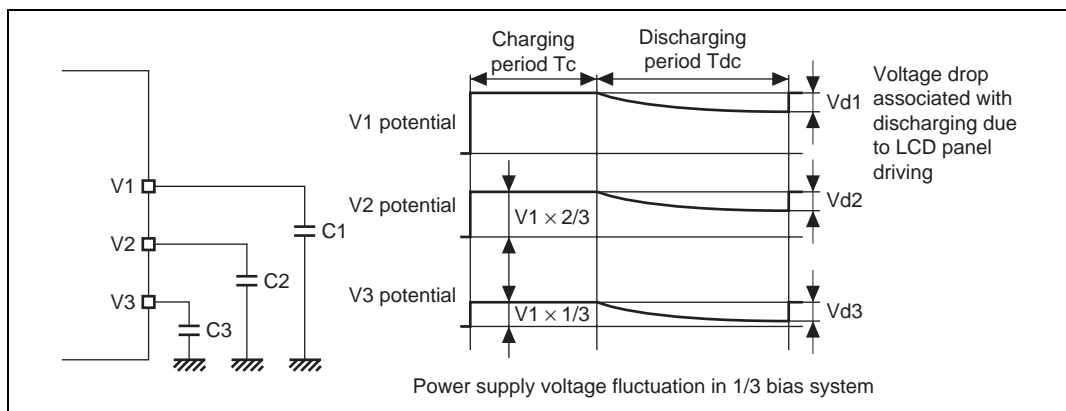 Charging
period Tc
Discharging
period Tdc
Voltage drop
associated with
discharging due
to LCD panel
driving
V1 potential
Vd1
V2 potential
V1 × 2/3
Vd2
V3 potential
V1 × 1/3
Vd3
V1
V2
V3
C1
C2
C3
Power supply voltage fluctuation in 1/3 bias system